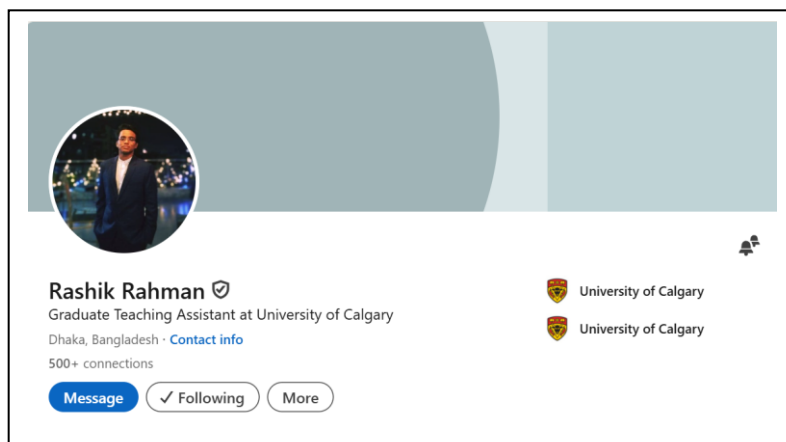 Rashik Rahman
Graduate Teaching Assistant at University of Calgary
Dhaka, Bangladesh · Contact info
500+ connections
Message
✓ Following
More
University of Calgary
University of Calgary